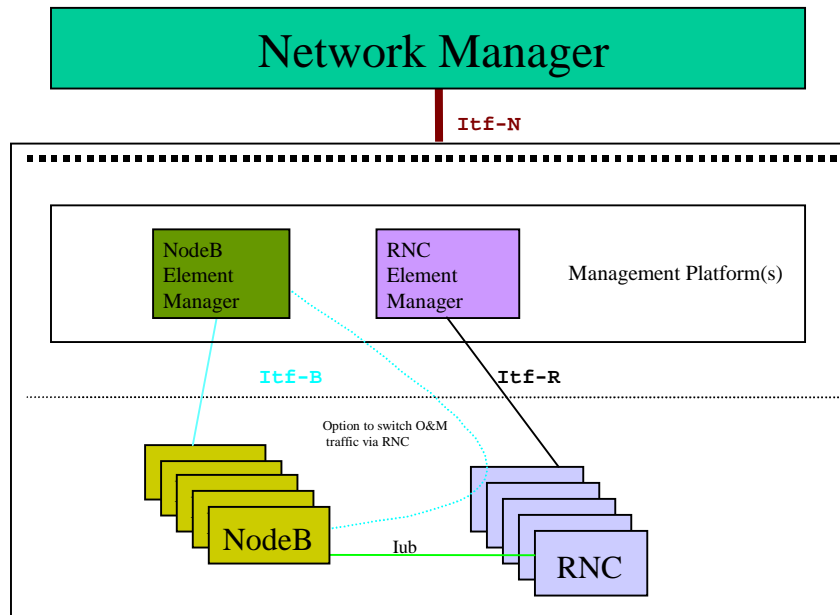 Network Manager
Itf-N
NodeB
Element
Manager
RNC
Element
Manager
Management Platform(s)
Itf-B
Itf-R
Option to switch O&M
traffic via RNC
NodeB
Iub
RNC